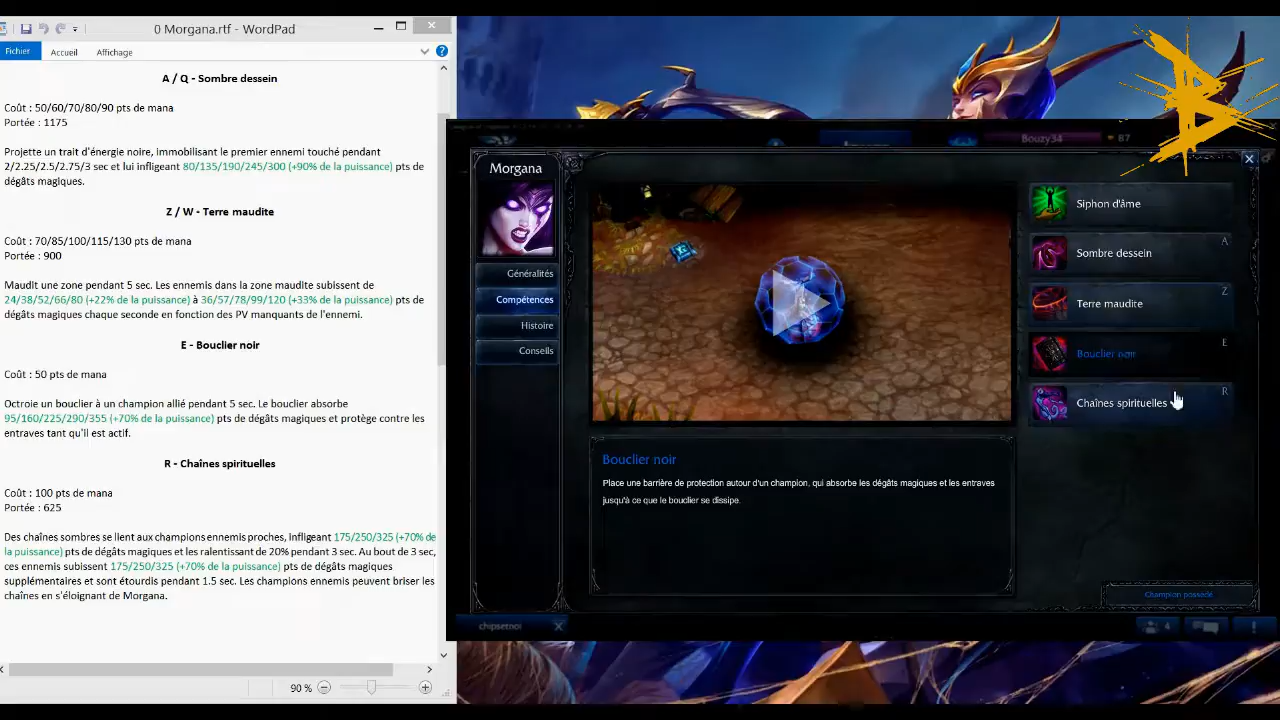 0 Morgana.rtf - WordPad
Fichier Accueil Affichage
A / Q - Sombre dessein
Coût : 50/60/70/80/90 pts de mana
Portée : 1175
Projette un trait d'énergie noire, immobilisant le premier ennemi touché pendant
2/2.25/2.5/2.75/3 sec et lui infligeant 80/135/190/245/300 (+90% de la puissance) pts de
dégâts magiques.
Z / W - Terre maudite
Coût : 70/85/100/115/130 pts de mana
Portée : 900
Maudit une zone pendant 5 sec. Les ennemis dans la zone maudite subissent de
24/38/52/66/80 (+22% de la puissance) à 36/57/78/99/120 (+33% de la puissance) pts de
dégâts magiques chaque seconde en fonction des PV manquants de l'ennemi.
E - Bouclier noir
Coût : 50 pts de mana
Octroie un bouclier à un champion allié pendant 5 sec. Le bouclier absorbe
95/160/225/290/355 (+70% de la puissance) pts de dégâts magiques et protège contre les
entraves tant qu'il est actif.
R - Chaînes spirituelles
Coût : 100 pts de mana
Portée : 625
Des chaînes sombres se lient aux champions ennemis proches, infligeant 175/250/325 (+70% de
la puissance) pts de dégâts magiques et les ralentissant de 20% pendant 3 sec. Au bout de 3 sec,
ces ennemis subissent 175/250/325 (+70% de la puissance) pts de dégâts magiques
supplémentaires et sont étourdis pendant 1.5 sec. Les champions ennemis peuvent briser les
chaînes en s'éloignant de Morgana.
90 %
Bouzy34 87
Morgana
Généralités
Compétences
Histoire
Conseils
Siphon d'âme
Sombre dessein A
Terre maudite Z
Bouclier noir E
Chaînes spirituelles R
Bouclier noir
Place une barrière de protection autour d'un champion, qui absorbe les dégâts magiques et les entraves
jusqu'à ce que le bouclier se dissipe.
Champion possédé
4